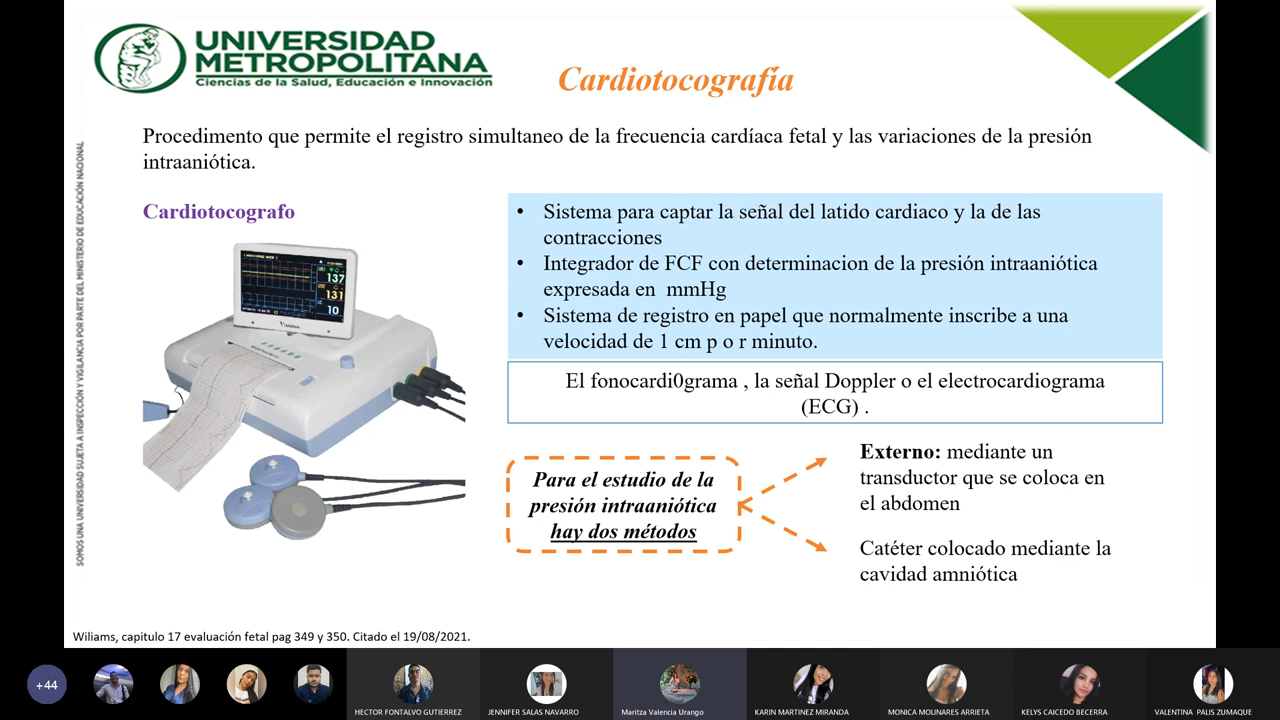 UNIVERSIDAD
METROPOLITANA
Ciencias de la Salud, Educación e Innovación
Cardiotocografía
Procedimento que permite el registro simultaneo de la frecuencia cardíaca fetal y las variaciones de la presión
intraaniótica.
SOMOS UNA UNIVERSIDAD SUJETA A INSPECCIÓN Y VIGILANCIA POR PARTE DEL MINISTERIO DE EDUCACIÓN NACIONAL
Cardiotocografo
137
131
10
• Sistema para captar la señal del latido cardiaco y la de las
contracciones
• Integrador de FCF con determinacion de la presión intraaniótica
expresada en mmHg
• Sistema de registro en papel que normalmente inscribe a una
velocidad de 1 cm p o r minuto.
El fonocardi0grama , la señal Doppler o el electrocardiograma
(ECG) .
Para el estudio de la
presión intraaniótica
hay dos métodos
Externo: mediante un
transductor que se coloca en
el abdomen
Catéter colocado mediante la
cavidad amniótica
Wiliams, capitulo 17 evaluación fetal pag 349 y 350. Citado el 19/08/2021.
+44
HECTOR FONTALVO GUTIERREZ
JENNIFER SALAS NAVARRO
Maritza Valencia Urango
KARIN MARTINEZ MIRANDA
MONICA MOLINARES ARRIETA
KELYS CAICEDO BECERRA
VALENTINA PALIS ZUMAQUE